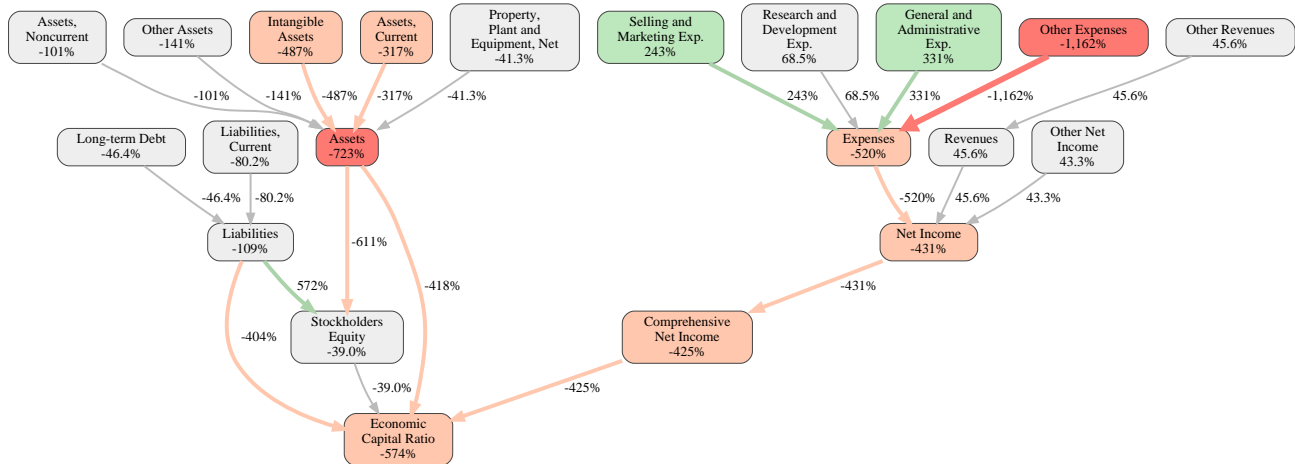 Assets,
Noncurrent
-101%
Other Assets
-141%
Intangible
Assets
-487%
Assets,
Current
-317%
Property,
Plant and
Equipment, Net
-41.3%
Selling and
Marketing Exp.
243%
Research and
Development
Exp.
68.5%
General and
Administrative
Exp.
331%
Other Expenses
-1,162%
Other Revenues
45.6%
-101%
-141%
-487%
-317%
-41.3%
243%
68.5%
331%
-1,162%
45.6%
Long-term Debt
-46.4%
Liabilities,
Current
-80.2%
Assets
-723%
Expenses
-520%
Revenues
45.6%
Other Net
Income
43.3%
-46.4%
-80.2%
-520%
45.6%
43.3%
Liabilities
-109%
-611%
Net Income
-431%
572%
-418%
-431%
-404%
Stockholders
Equity
-39.0%
Comprehensive
Net Income
-425%
-39.0%
-425%
Economic
Capital Ratio
-574%